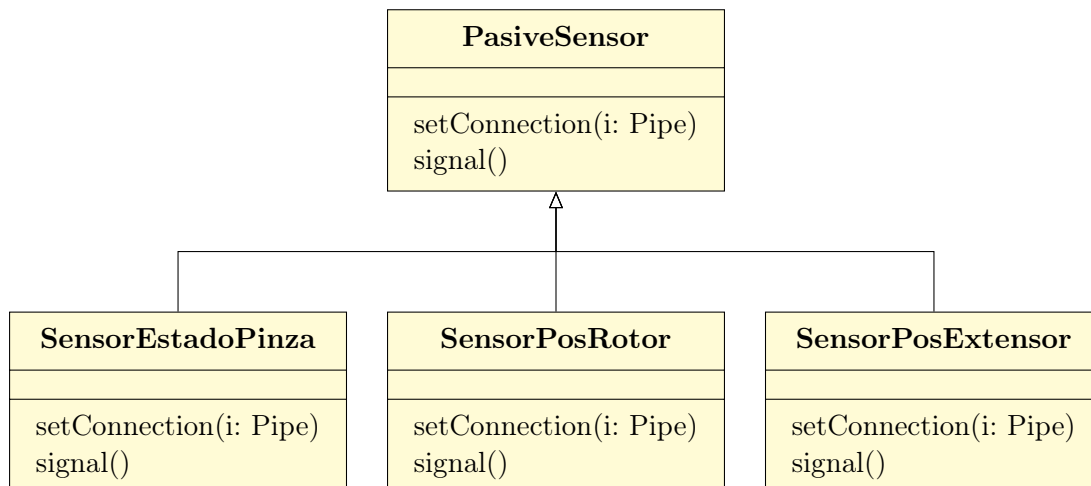 PasiveSensor
setConnection(i: Pipe)
signal()
SensorEstadoPinza
setConnection(i: Pipe)
signal()
SensorPosRotor
setConnection(i: Pipe)
signal()
SensorPosExtensor
setConnection(i: Pipe)
signal()